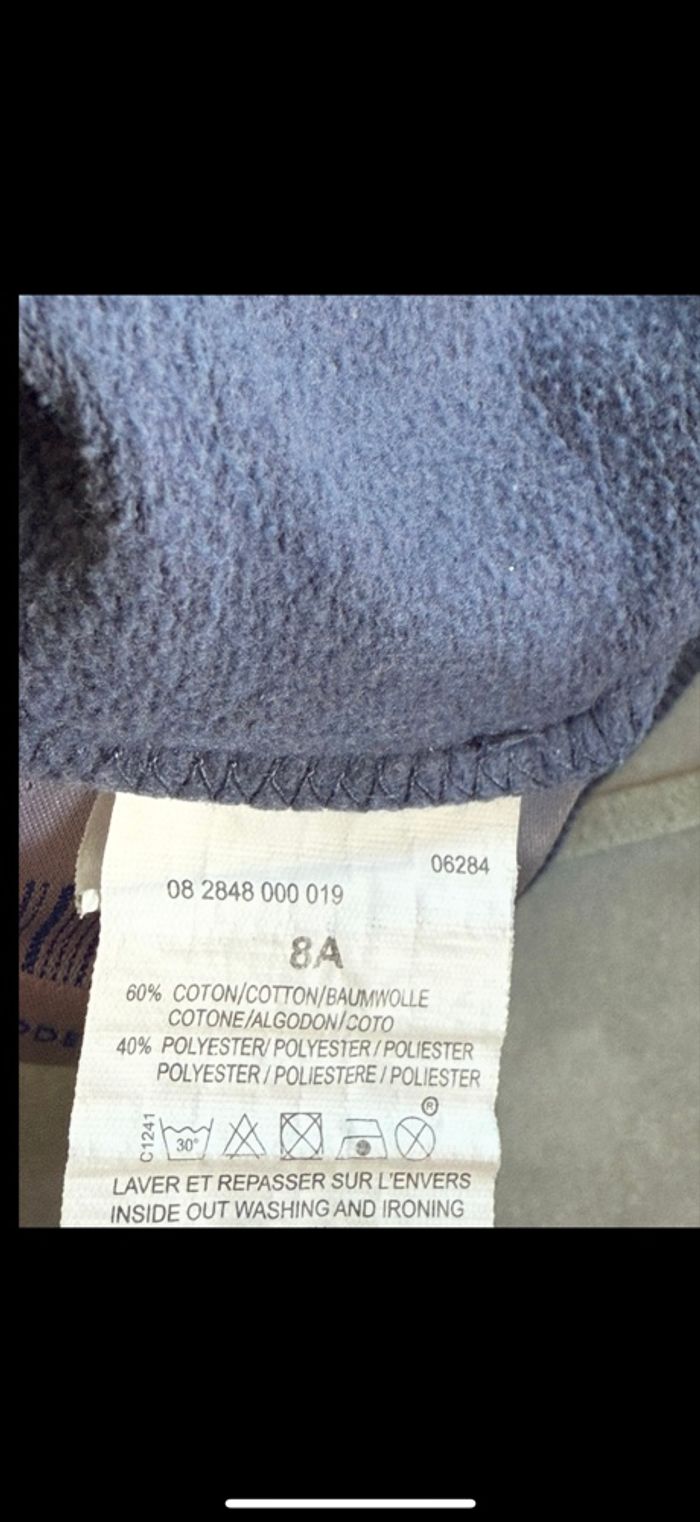 06284
08 2848 000 019
8A
60% COTON/COTTON/BAUMWOLLE
COTONE/ALGODON/COTO
40% POLYESTER/ POLYESTER / POLIESTER
POLYESTER / POLIESTERE / POLIESTER
®
C1241
30°
LAVER ET REPASSER SUR L'ENVERS
INSIDE OUT WASHING AND IRONING